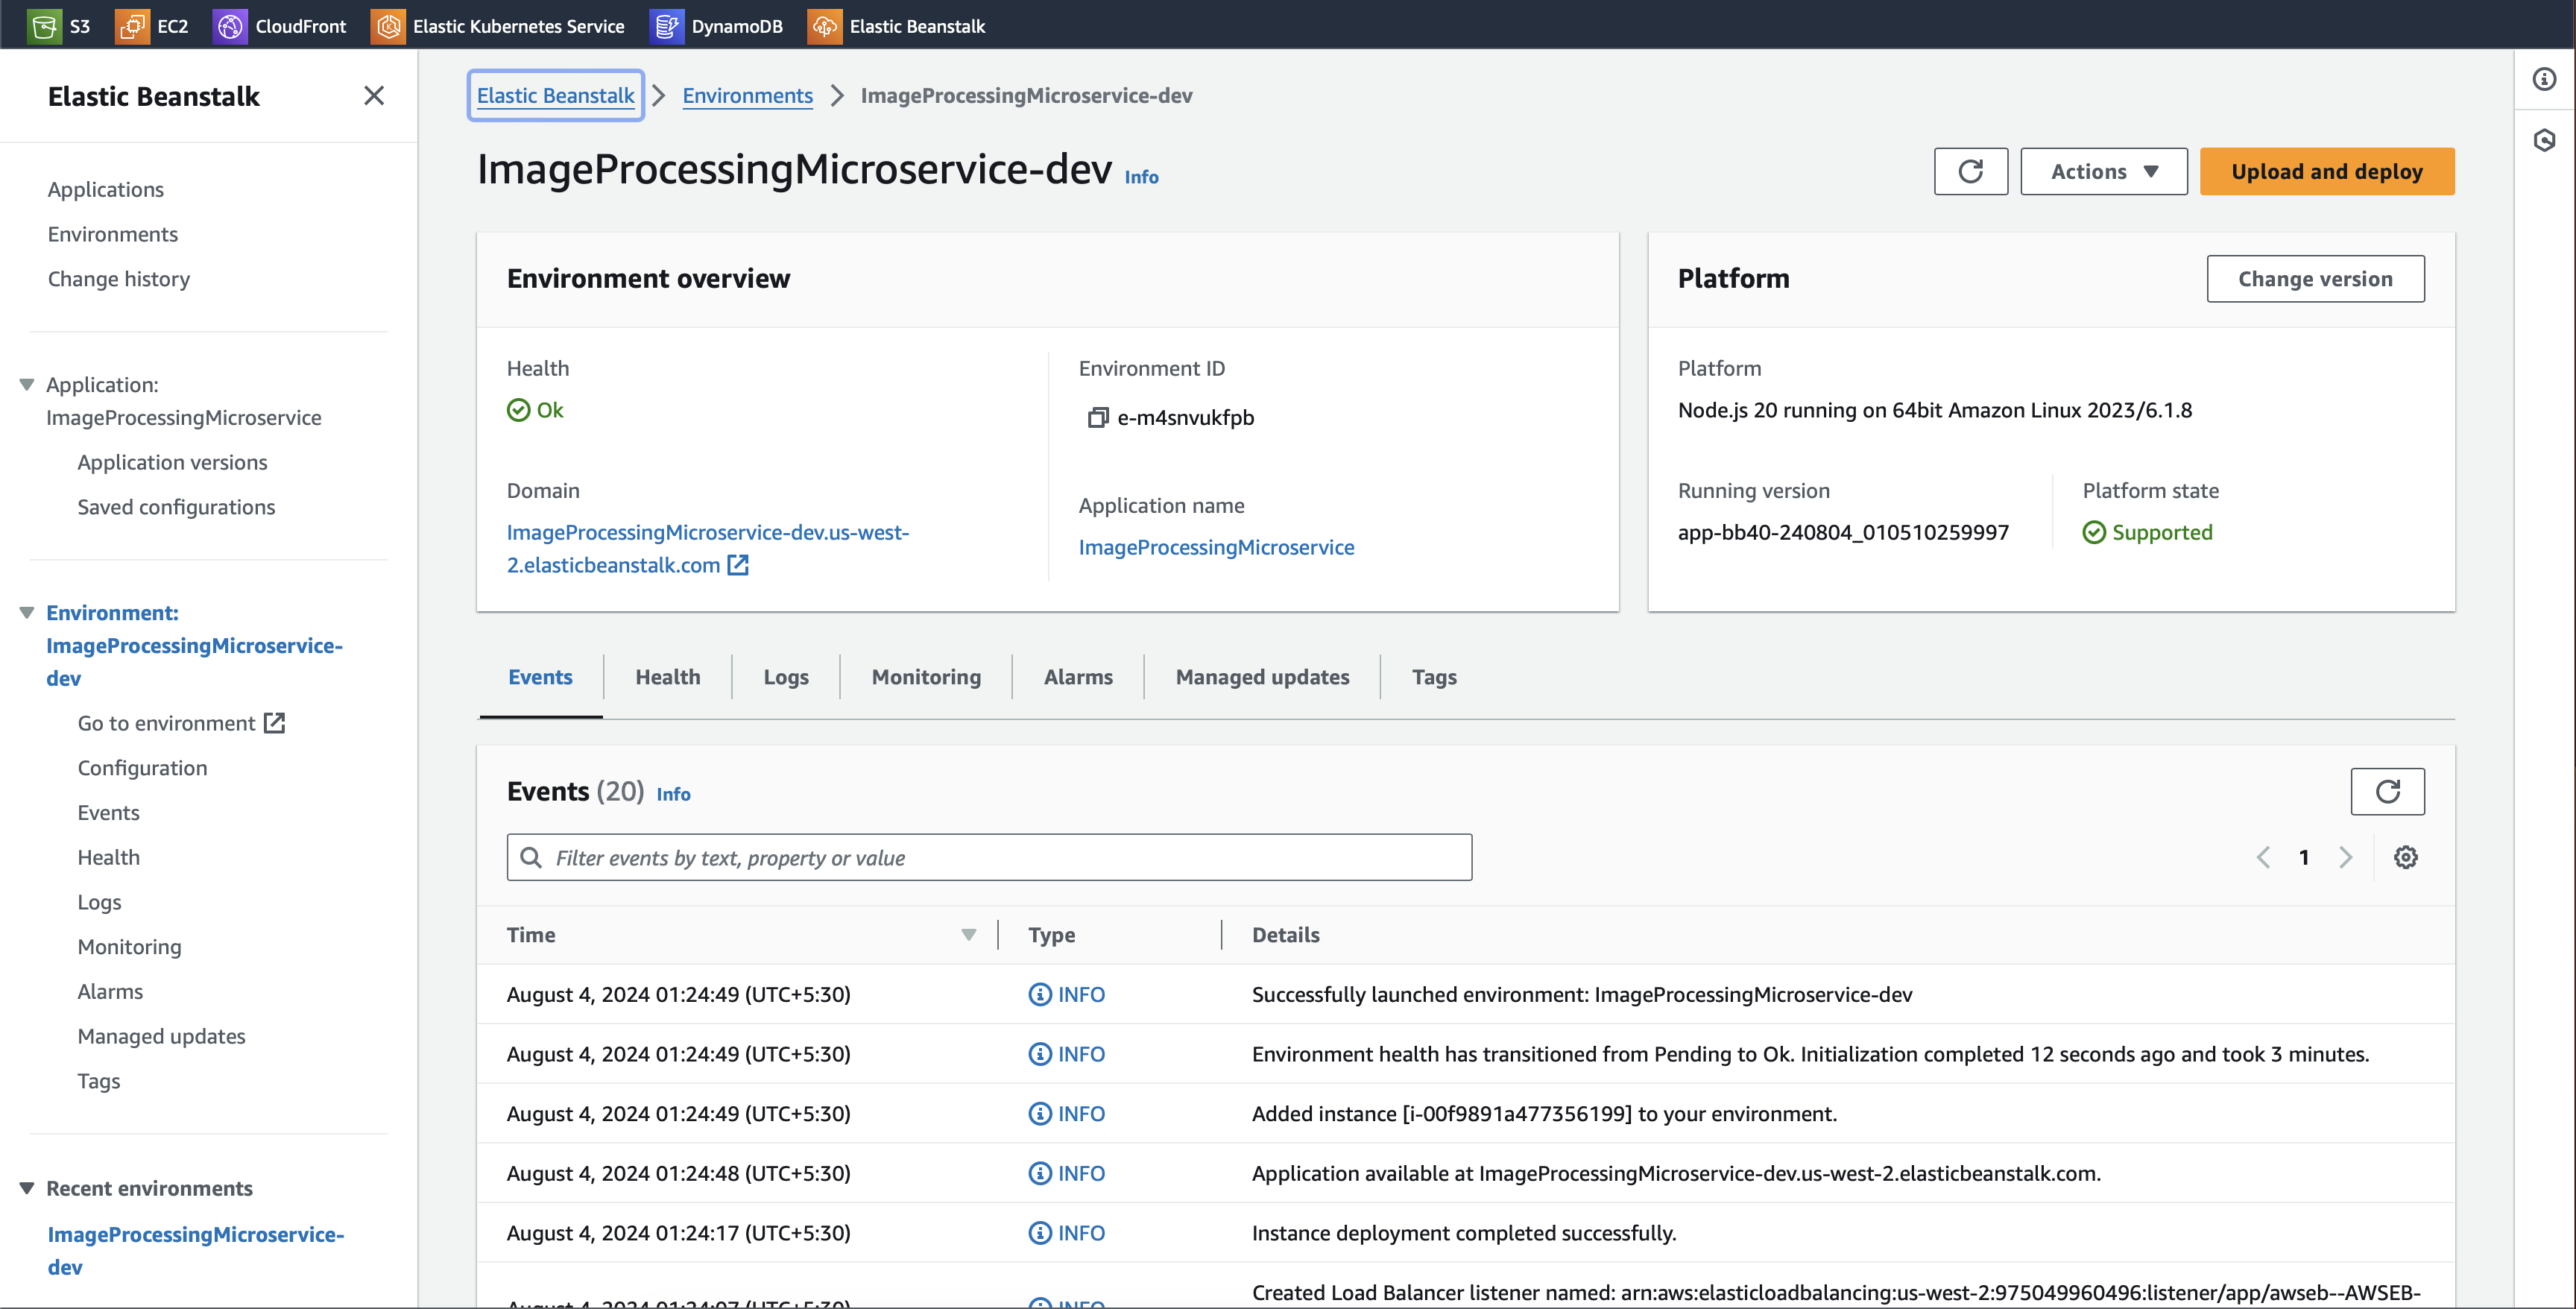 S3 EC2 CloudFront Elastic Kubernetes Service DynamoDB Elastic Beanstalk
Elastic Beanstalk
Applications
Environments
Change history
Application:
ImageProcessingMicroservice
Application versions
Saved configurations
Environment:
ImageProcessingMicroservice-
dev
Go to environment
Configuration
Events
Health
Logs
Monitoring
Alarms
Managed updates
Tags
Recent environments
ImageProcessingMicroservice-
dev
Elastic Beanstalk Environments ImageProcessingMicroservice-dev
ImageProcessingMicroservice-dev Info
Actions Upload and deploy
Environment overview
Health
Ok
Environment ID
e-m4snvukfpb
Domain
ImageProcessingMicroservice-dev.us-west-
2.elasticbeanstalk.com
Application name
ImageProcessingMicroservice
Platform Change version
Platform
Node.js 20 running on 64bit Amazon Linux 2023/6.1.8
Running version
app-bb40-240804_010510259997
Platform state
Supported
Events Health Logs Monitoring Alarms Managed updates Tags
Events (20) Info
Filter events by text, property or value
1
Time Type Details
August 4, 2024 01:24:49 (UTC+5:30) INFO Successfully launched environment: ImageProcessingMicroservice-dev
August 4, 2024 01:24:49 (UTC+5:30) INFO Environment health has transitioned from Pending to Ok. Initialization completed 12 seconds ago and took 3 minutes.
August 4, 2024 01:24:49 (UTC+5:30) INFO Added instance [i-00f9891a477356199] to your environment.
August 4, 2024 01:24:48 (UTC+5:30) INFO Application available at ImageProcessingMicroservice-dev.us-west-2.elasticbeanstalk.com.
August 4, 2024 01:24:17 (UTC+5:30) INFO Instance deployment completed successfully.
August 4, 2024 01:24:07 (UTC+5:30) INFO Created Load Balancer listener named: arn:aws:elasticloadbalancing:us-west-2:975049960496:listener/app/awseb--AWSEB-